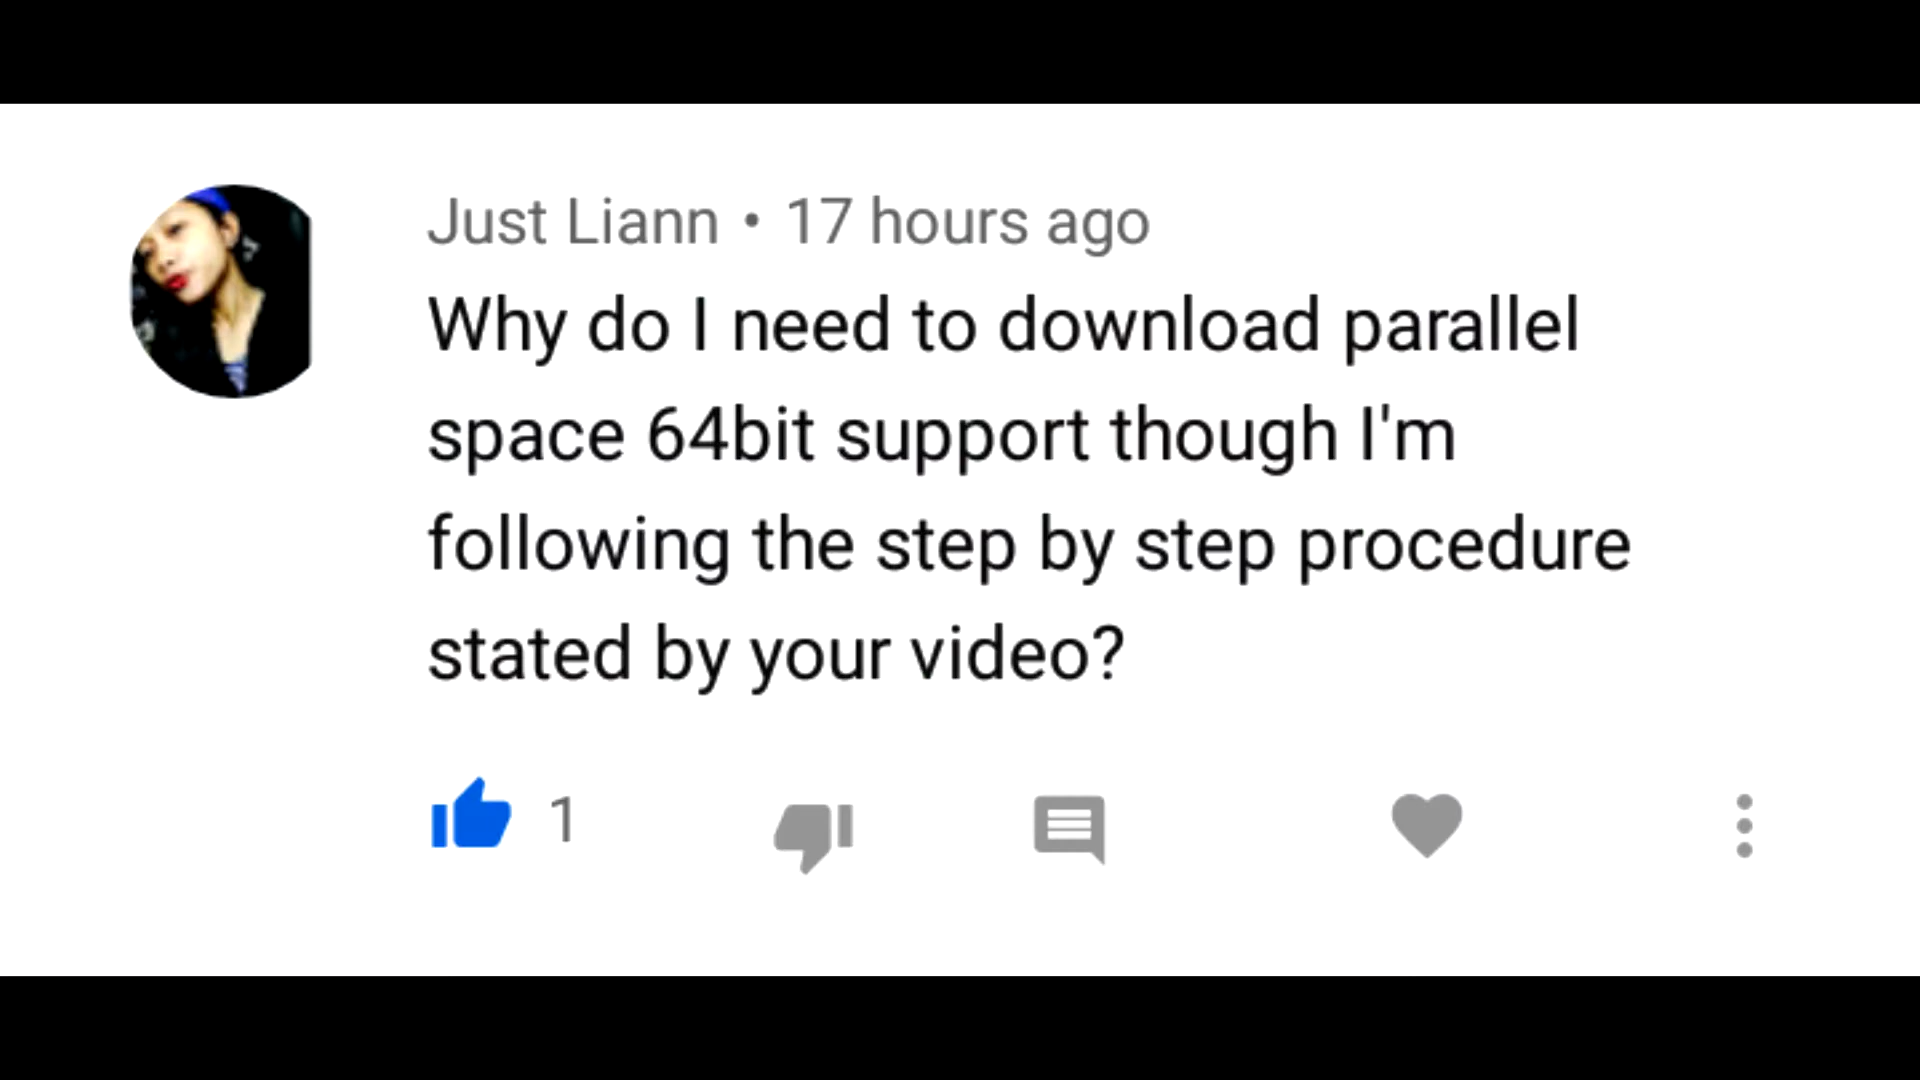 Just Liann • 17 hours ago
Why do I need to download parallel
space 64bit support though I'm
following the step by step procedure
stated by your video?
1